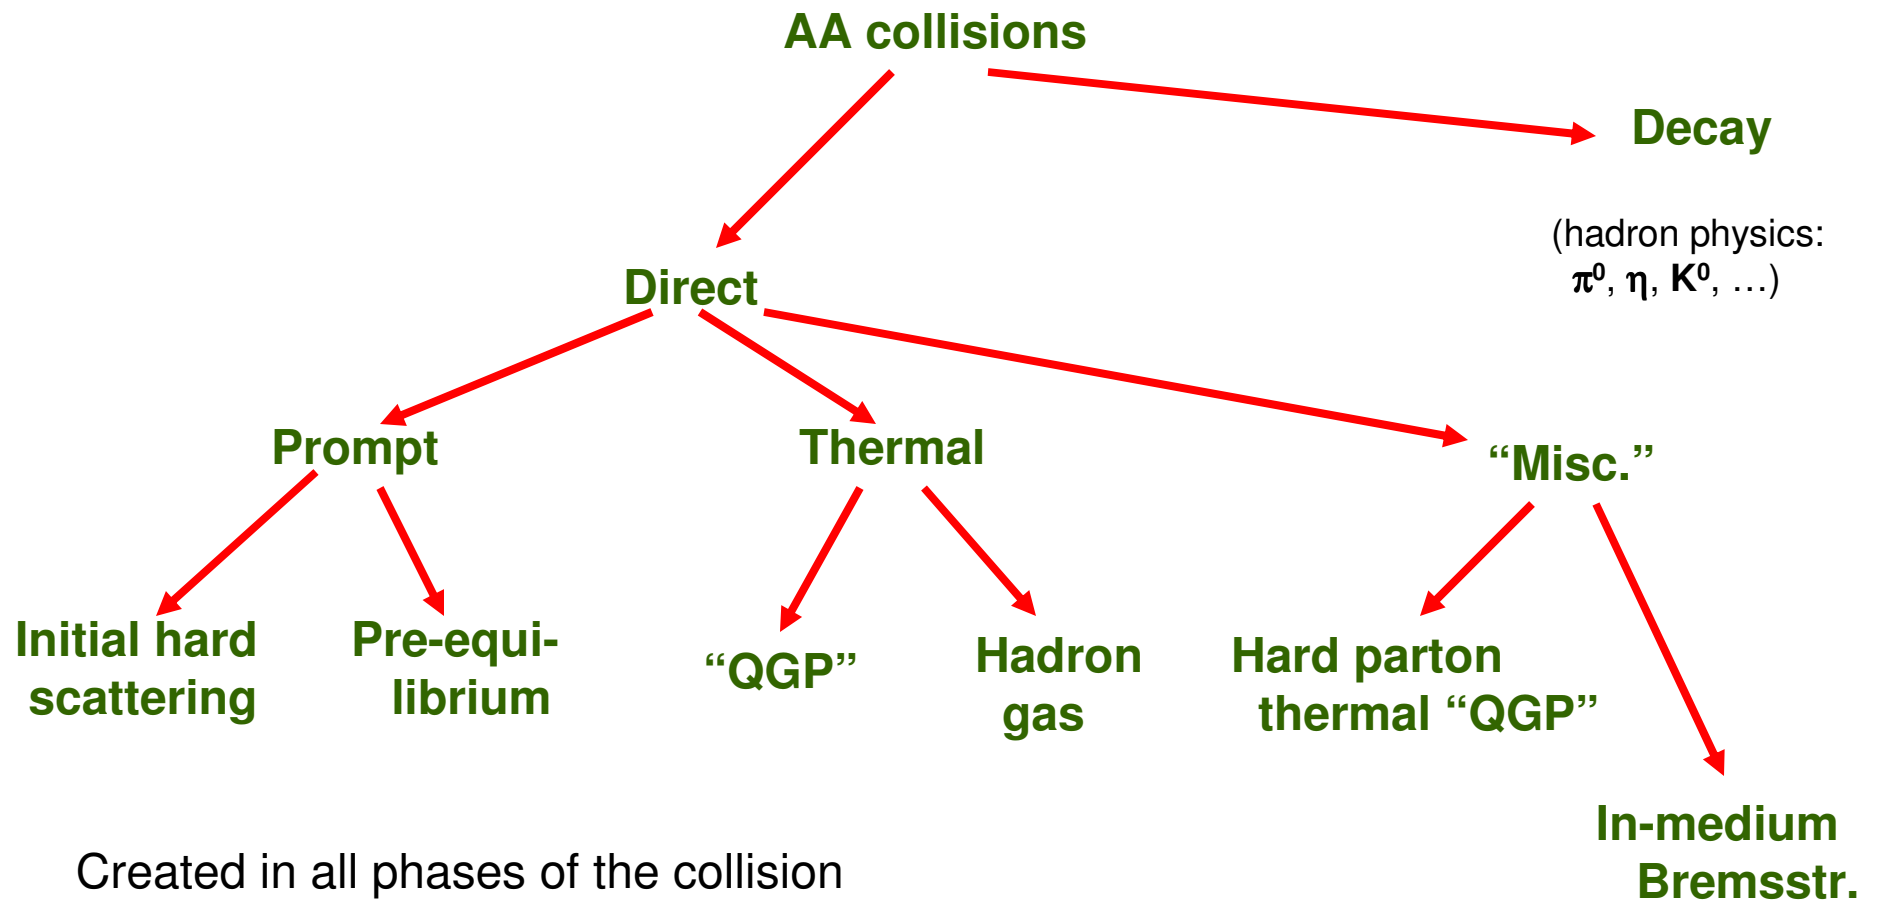 AA collisions
Decay
(hadron physics:
π⁰, η, K⁰, …)
Direct
Prompt
Thermal
“Misc.”
Initial hard
scattering
Pre-equi-
librium
“QGP”
Hadron
gas
Hard parton
thermal “QGP”
In-medium
Bremsstr.
Created in all phases of the collision